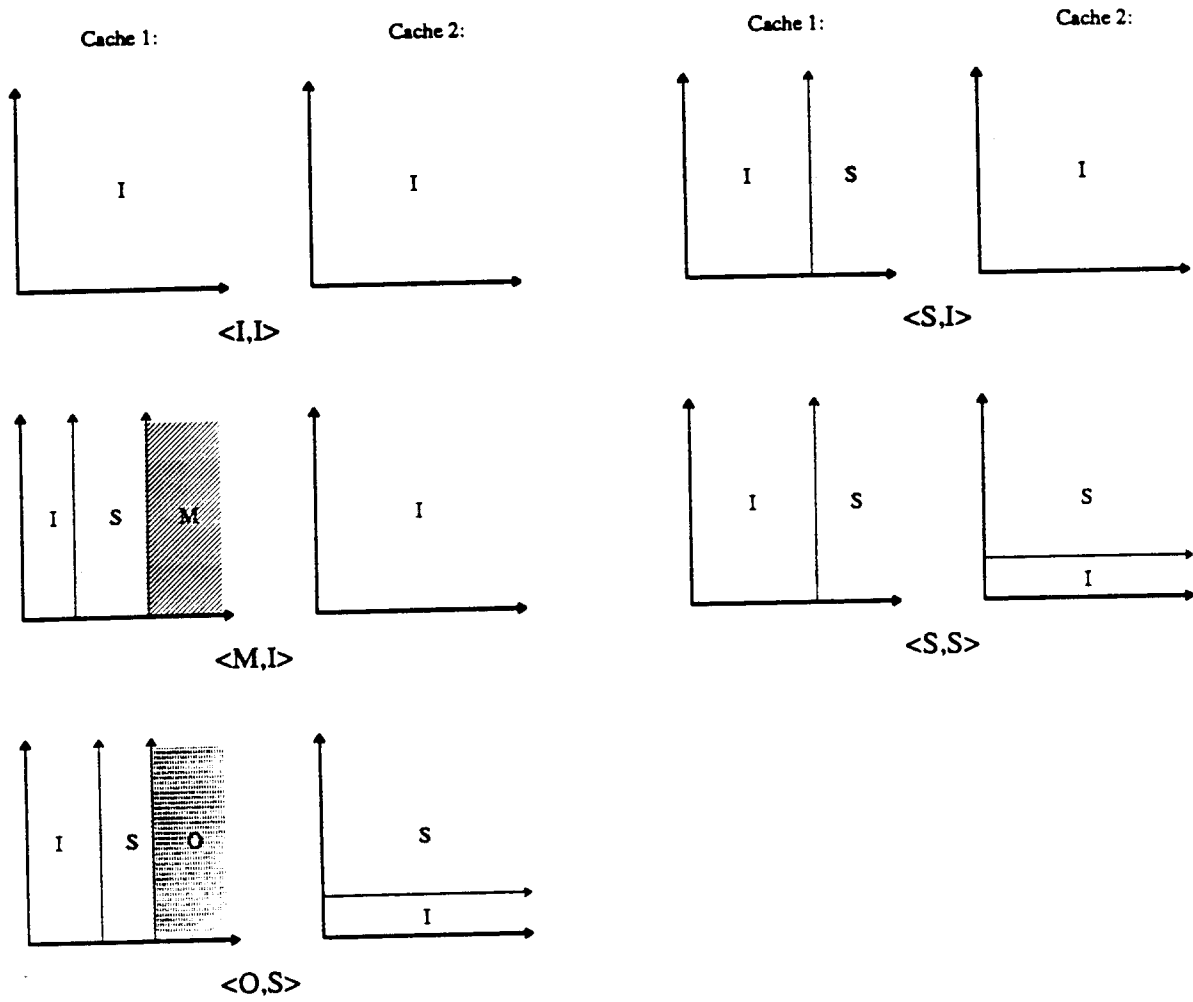 Cache 1: Cache 2: Cache 1: Cache 2:
I I I S I
<I,I> <S,I>
I S M I I S S
I
<M,I> <S,S>
I S O S
I
<O,S>